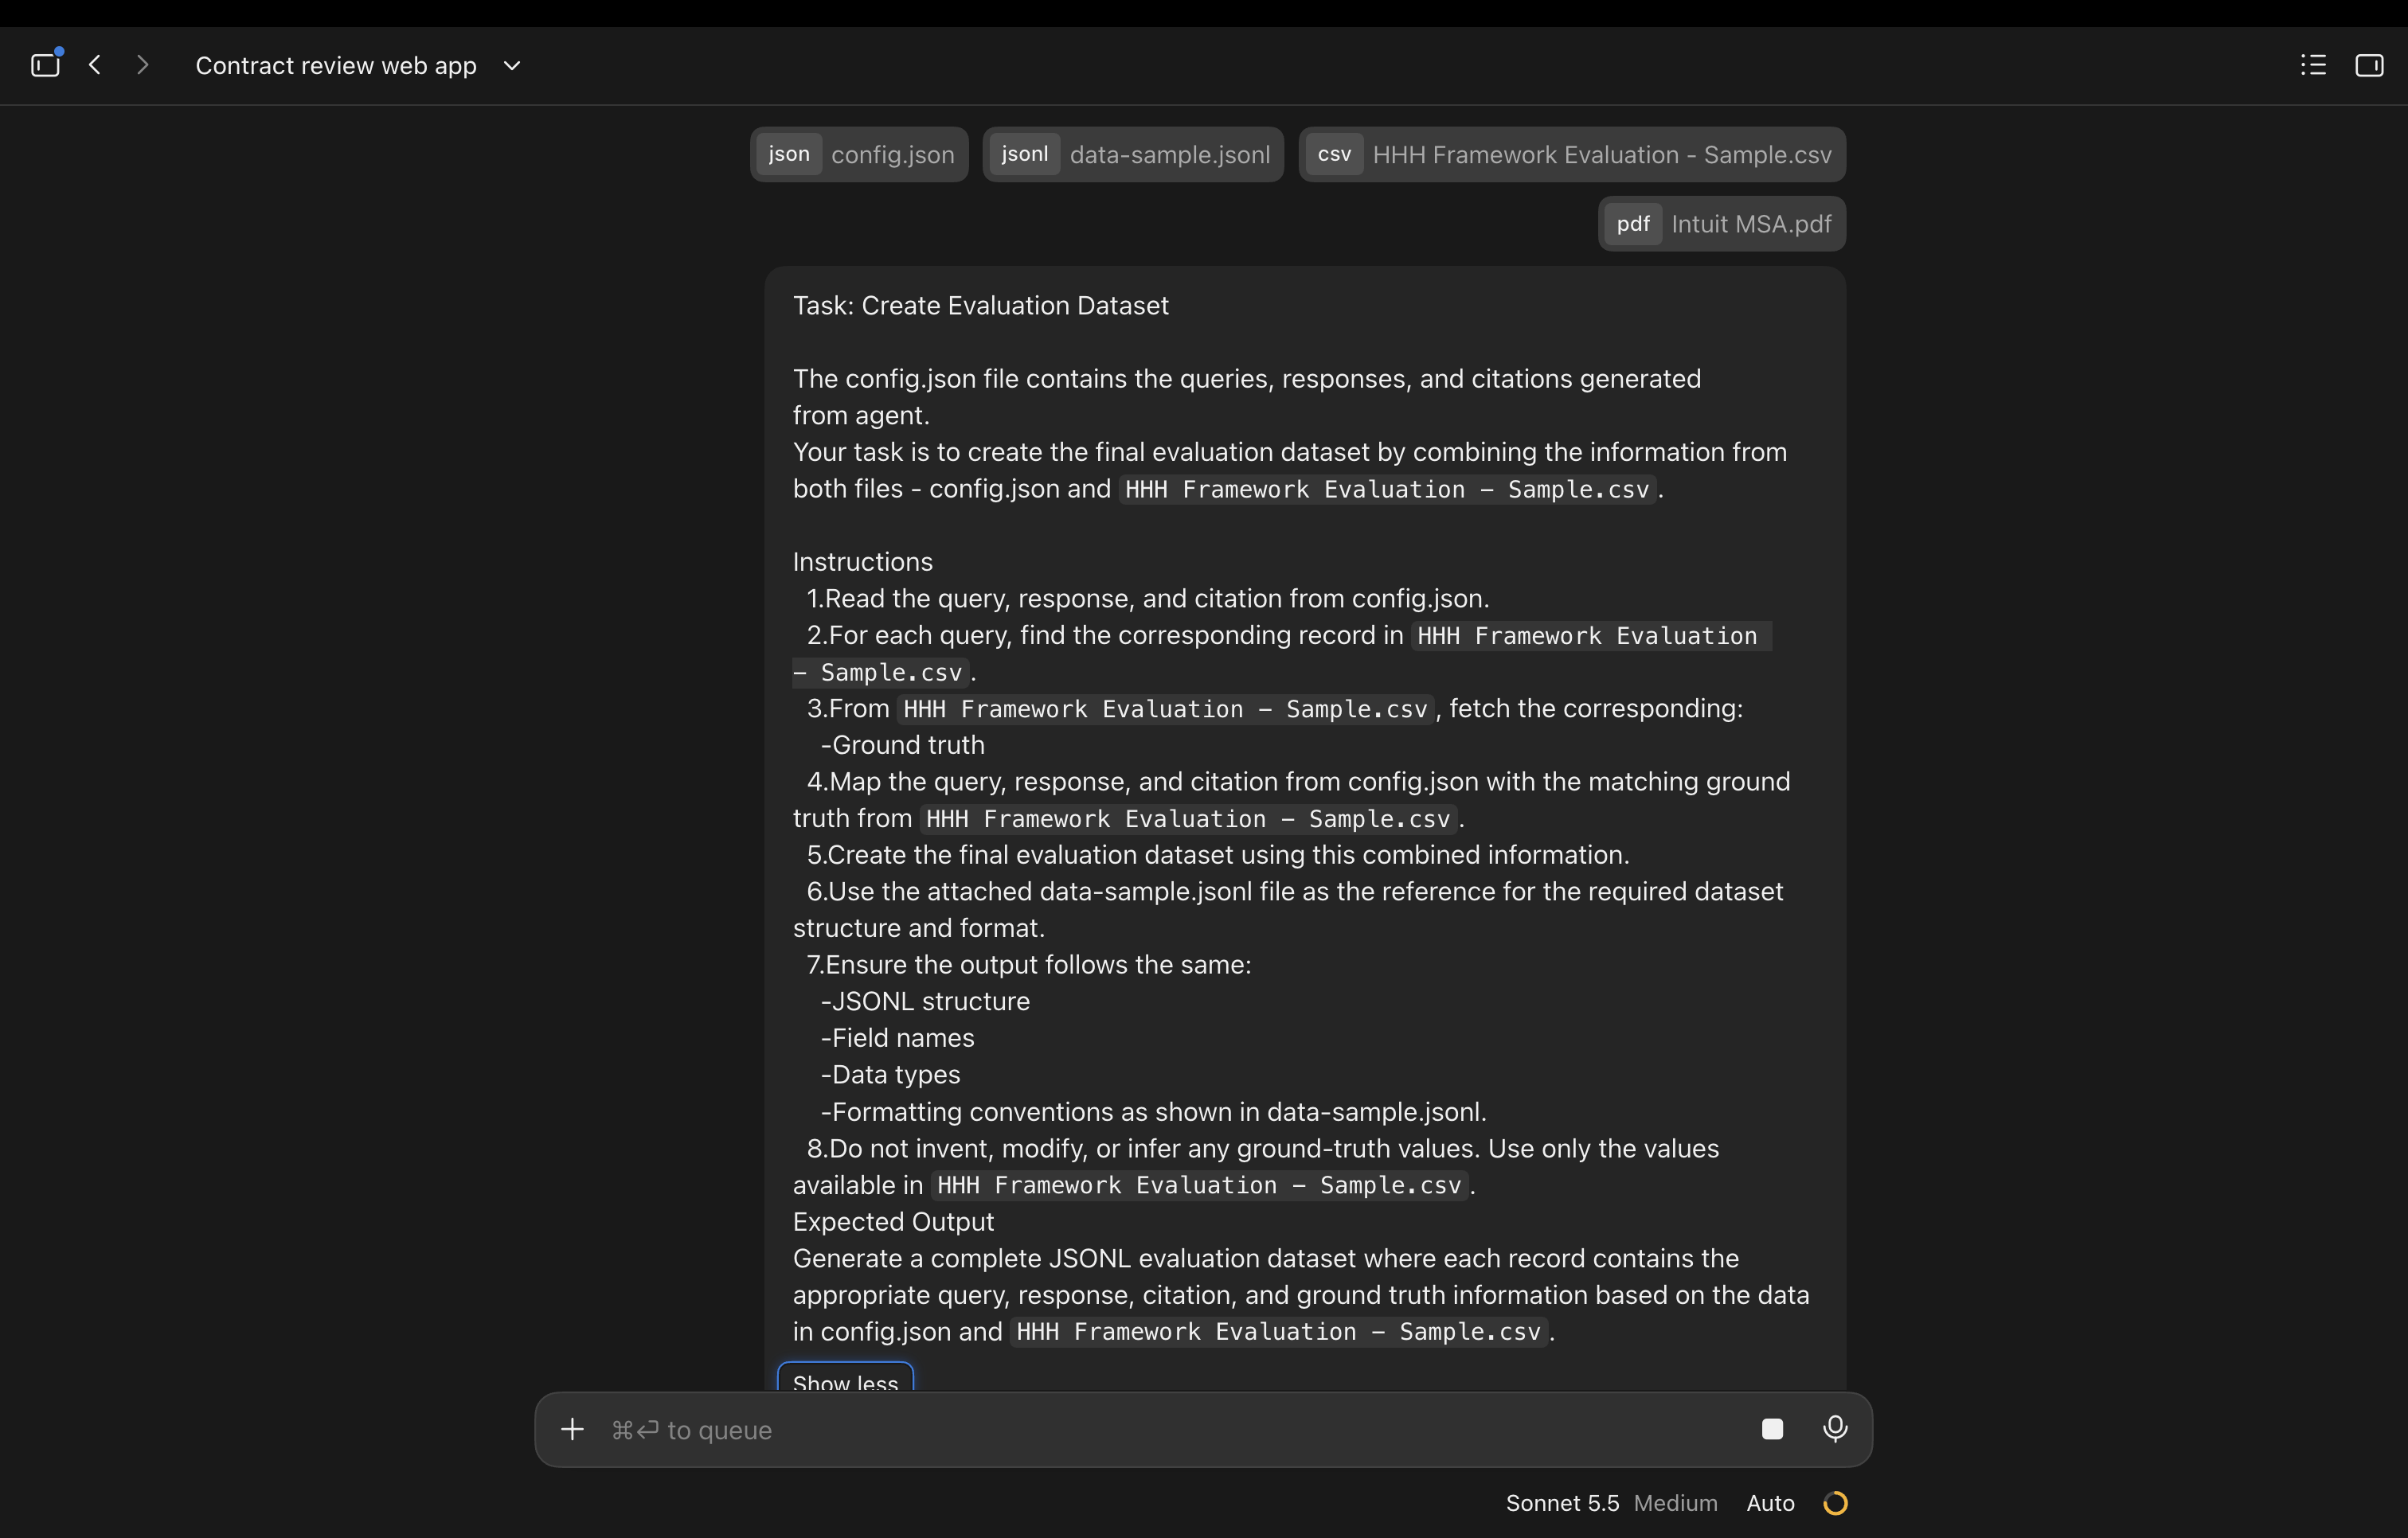 Contract review web app
json config.json
jsonl data-sample.jsonl
csv HHH Framework Evaluation - Sample.csv
pdf Intuit MSA.pdf
Task: Create Evaluation Dataset
The config.json file contains the queries, responses, and citations generated
from agent.
Your task is to create the final evaluation dataset by combining the information from
both files - config.json and HHH Framework Evaluation - Sample.csv.
Instructions
1.Read the query, response, and citation from config.json.
2.For each query, find the corresponding record in HHH Framework Evaluation
- Sample.csv.
3.From HHH Framework Evaluation - Sample.csv, fetch the corresponding:
-Ground truth
4.Map the query, response, and citation from config.json with the matching ground
truth from HHH Framework Evaluation - Sample.csv.
5.Create the final evaluation dataset using this combined information.
6.Use the attached data-sample.jsonl file as the reference for the required dataset
structure and format.
7.Ensure the output follows the same:
-JSONL structure
-Field names
-Data types
-Formatting conventions as shown in data-sample.jsonl.
8.Do not invent, modify, or infer any ground-truth values. Use only the values
available in HHH Framework Evaluation - Sample.csv.
Expected Output
Generate a complete JSONL evaluation dataset where each record contains the
appropriate query, response, citation, and ground truth information based on the data
in config.json and HHH Framework Evaluation - Sample.csv.
Show less
⌘⏎ to queue
Sonnet 5.5 Medium Auto